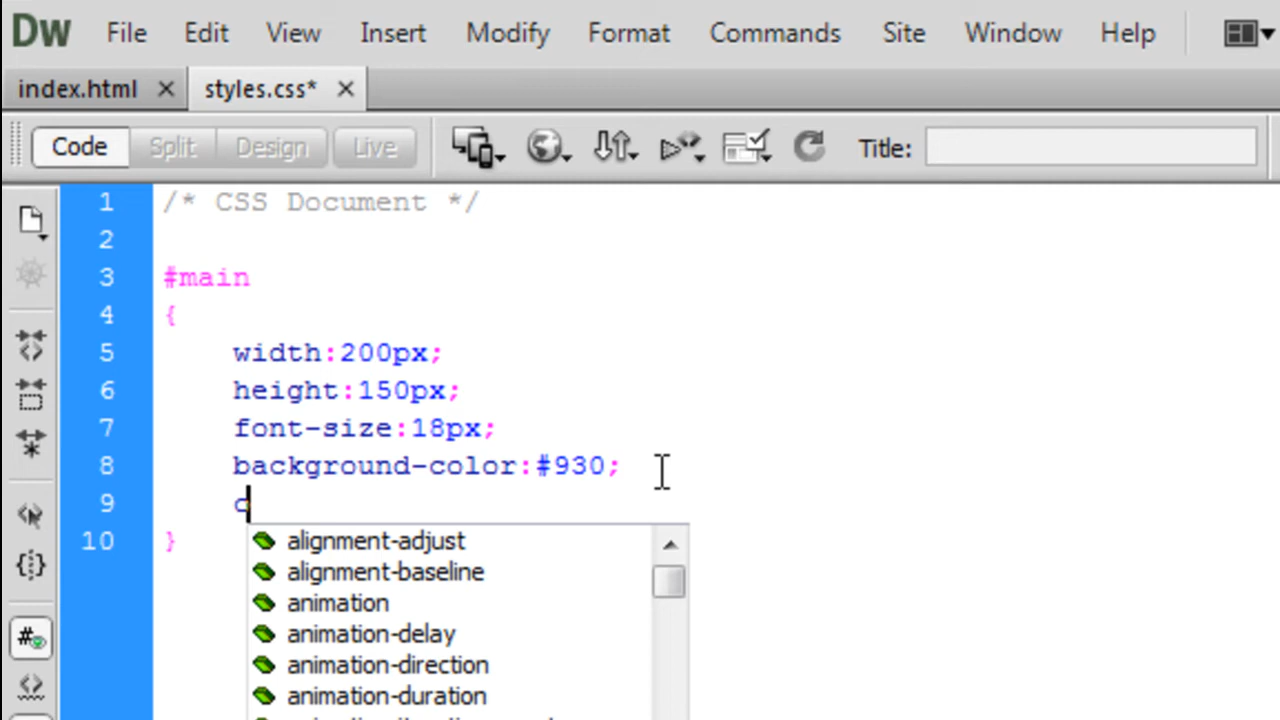 Dw File Edit View Insert Modify Format Commands Site Window Help
index.html styles.css*
Code Split Design Live Title:
1 /* CSS Document */
2
3 #main
4 {
5 width:200px;
6 height:150px;
7 font-size:18px;
8 background-color:#930;
9 c
10 }
alignment-adjust
alignment-baseline
animation
animation-delay
animation-direction
animation-duration